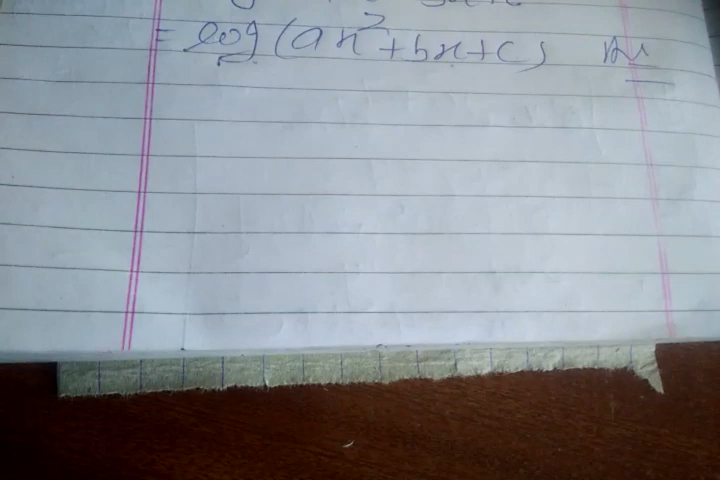 = log (ax² + bx + c) Ans